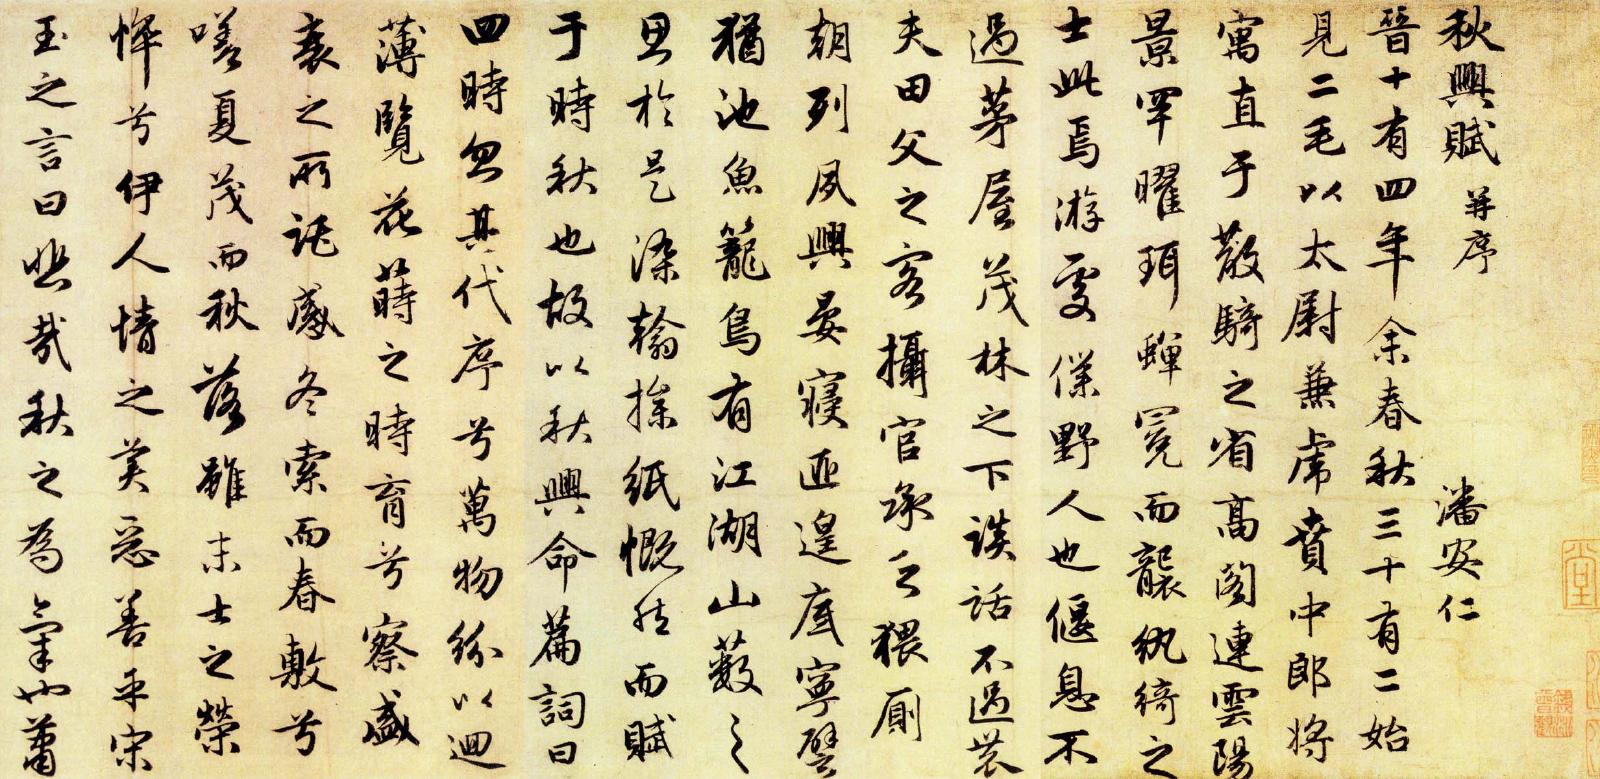 秋興賦 并序 潘安仁
晉十有四年余春秋三十有二始
見二毛以太尉兼虎賁中郎將
寓直于散騎之省高閣連雲陽
景罕曜珥蟬冕而襲紈綺之
士此焉游處僕野人也偃息不
過茅屋茂林之下談話不過農
夫田父之客攝官承乏猥厠
朝列夙興晏寢匪遑底寧譬
猶池魚籠鳥有江湖山藪之
思於是染翰操紙慨然而賦
于時秋也故以秋興命篇詞曰
四時忽其代序兮萬物紛以迴
薄覽花蒔之時育兮察盛
衰之所託感冬索而春敷兮
嗟夏茂而秋落雖末士之榮
悴兮伊人情之美惡善乎宋
玉之言曰悲哉秋之為氣也蕭